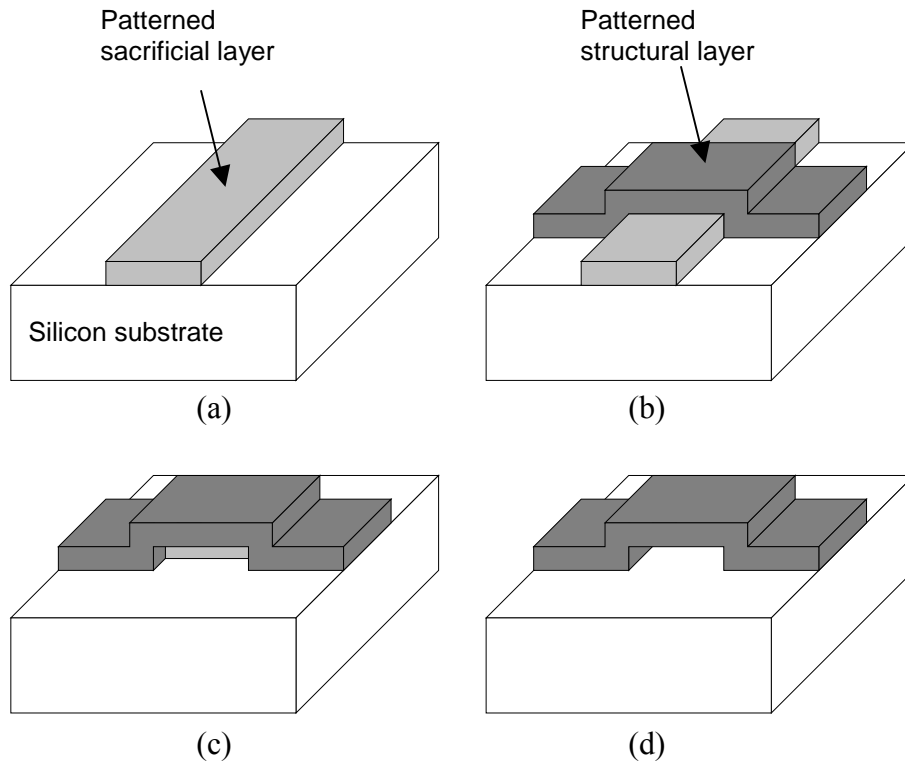 Patterned
sacrificial layer
Patterned
structural layer
Silicon substrate
(a)
(b)
(c)
(d)